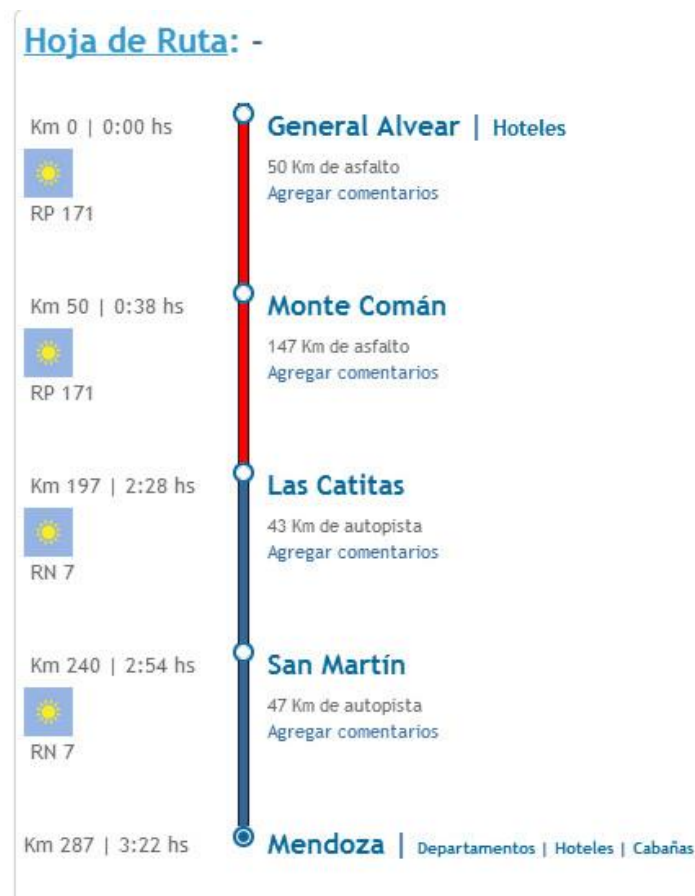 Hoja de Ruta: -
Km 0 | 0:00 hs
General Alvear | Hoteles
50 Km de asfalto
Agregar comentarios
RP 171
Km 50 | 0:38 hs
Monte Comán
147 Km de asfalto
Agregar comentarios
RP 171
Km 197 | 2:28 hs
Las Catitas
43 Km de autopista
Agregar comentarios
RN 7
Km 240 | 2:54 hs
San Martín
47 Km de autopista
Agregar comentarios
RN 7
Km 287 | 3:22 hs
Mendoza | Departamentos | Hoteles | Cabañas